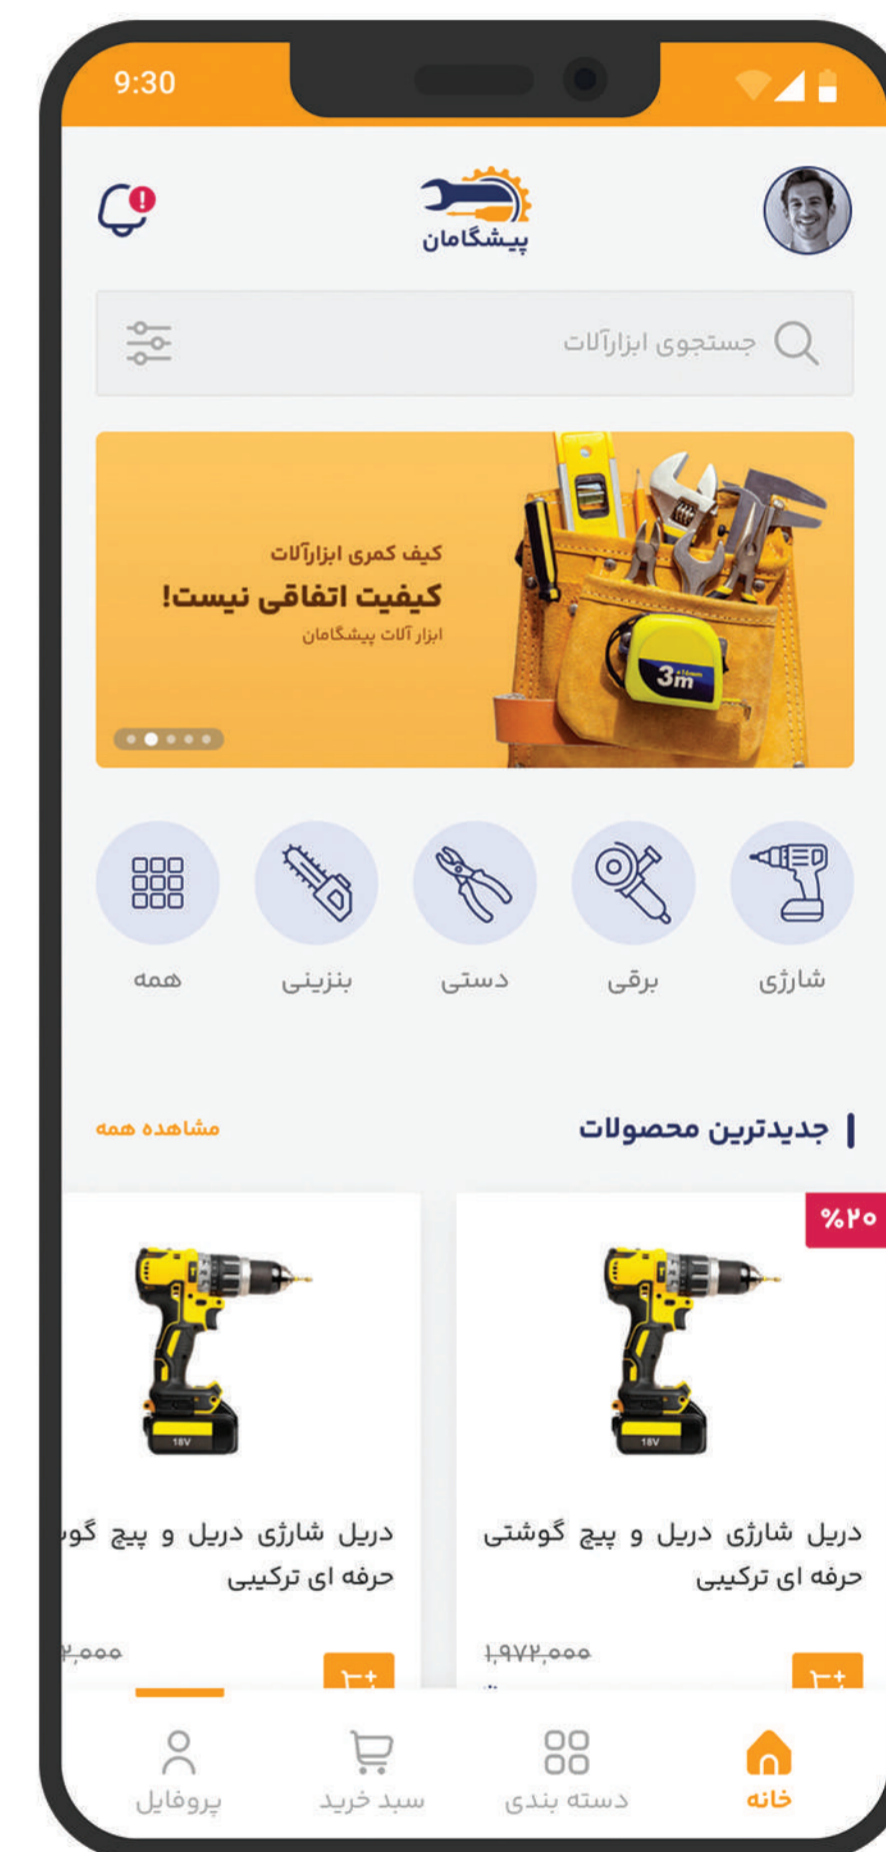 9:30
پیشگامان
جستجوی ابزارآلات
کیف کمری ابزارآلات
کیفیت اتفاقی نیست!
ابزار آلات پیشگامان
3m
شارژی
برقی
دستی
بنزینی
همه
جدیدترین محصولات
مشاهده همه
%۲۰
18V
18V
دریل شارژی دریل و پیچ گوشتی
حرفه ای ترکیبی
۱,۹۷۲,۰۰۰
دریل شارژی دریل و پیچ
حرفه ای ترکیبی
خانه
دسته بندی
سبد خرید
پروفایل